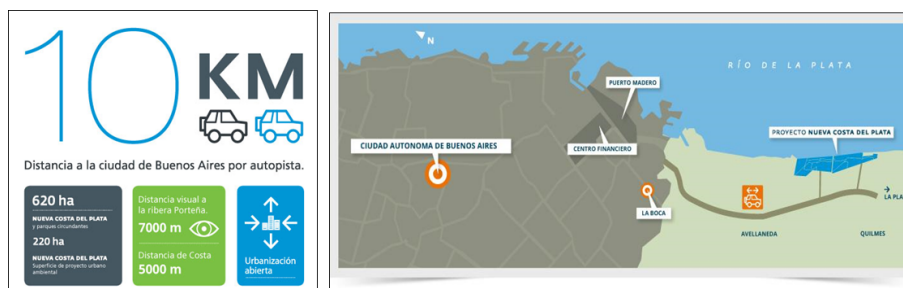 10 KM
Distancia a la ciudad de Buenos Aires por autopista.
620 ha
NUEVA COSTA DEL PLATA
y parques circundantes
220 ha
NUEVA COSTA DEL PLATA
Superficie de proyecto urbano
ambiental
Distancia visual a
la ribera Porteña.
7000 m
Distancia de Costa
5000 m
Urbanización
abierta
N
RÍO DE LA PLATA
PUERTO MADERO
PROYECTO NUEVA COSTA DEL PLATA
CIUDAD AUTONOMA DE BUENOS AIRES
CENTRO FINANCIERO
LA PLA
LA BOCA
AVELLANEDA
QUILMES